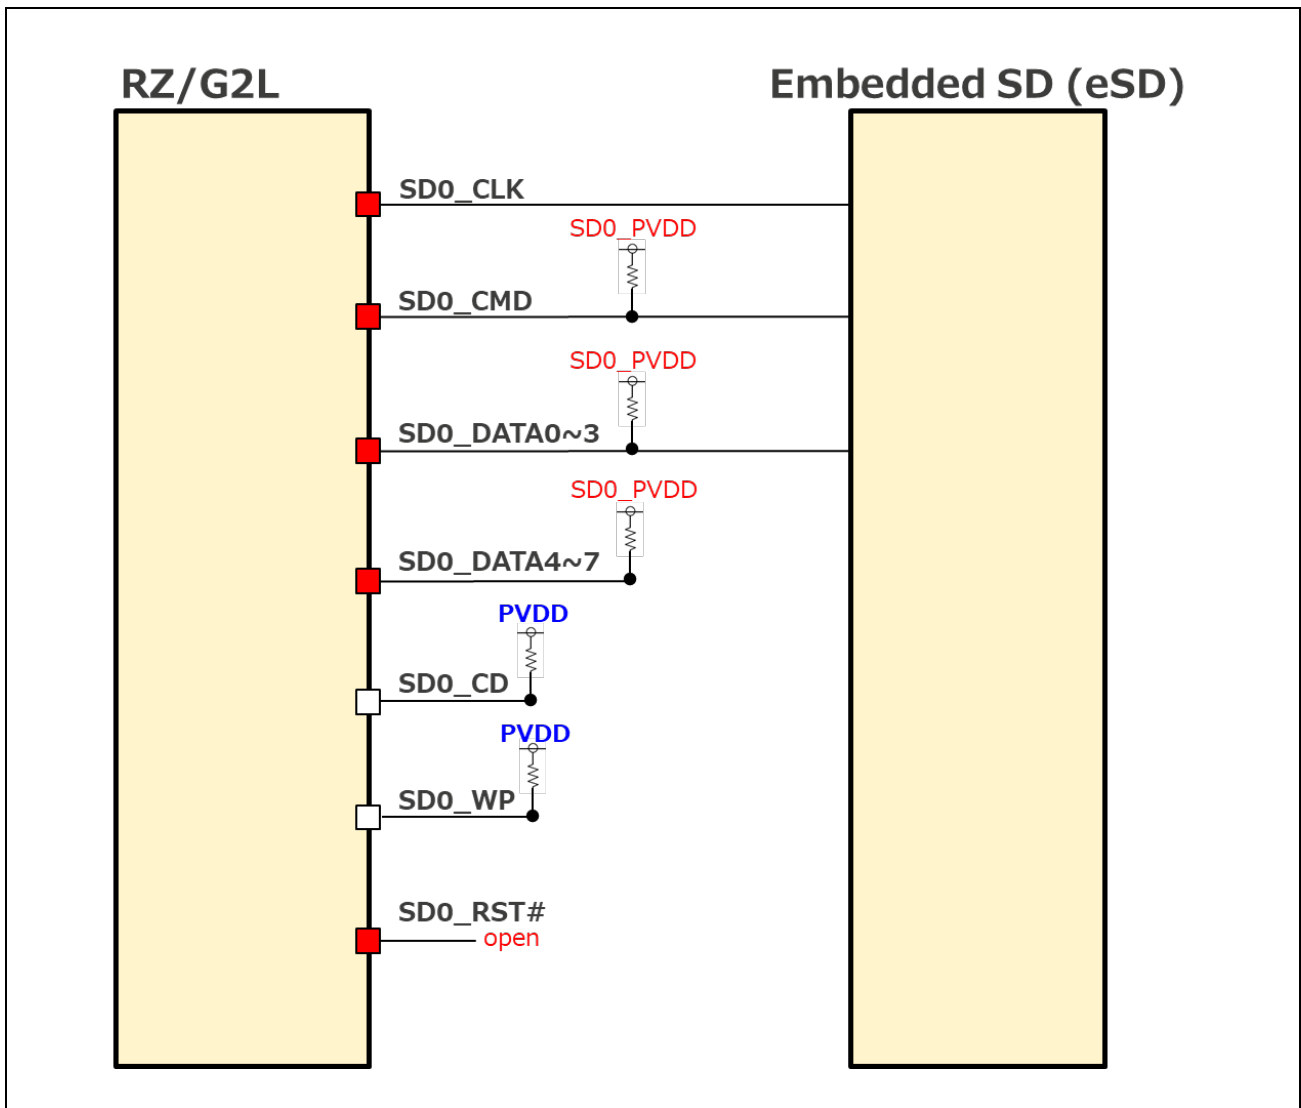 RZ/G2L
Embedded SD (eSD)
SD0_CLK
SD0_PVDD
SD0_CMD
SD0_PVDD
SD0_DATA0~3
SD0_PVDD
SD0_DATA4~7
PVDD
SD0_CD
PVDD
SD0_WP
SD0_RST#
open